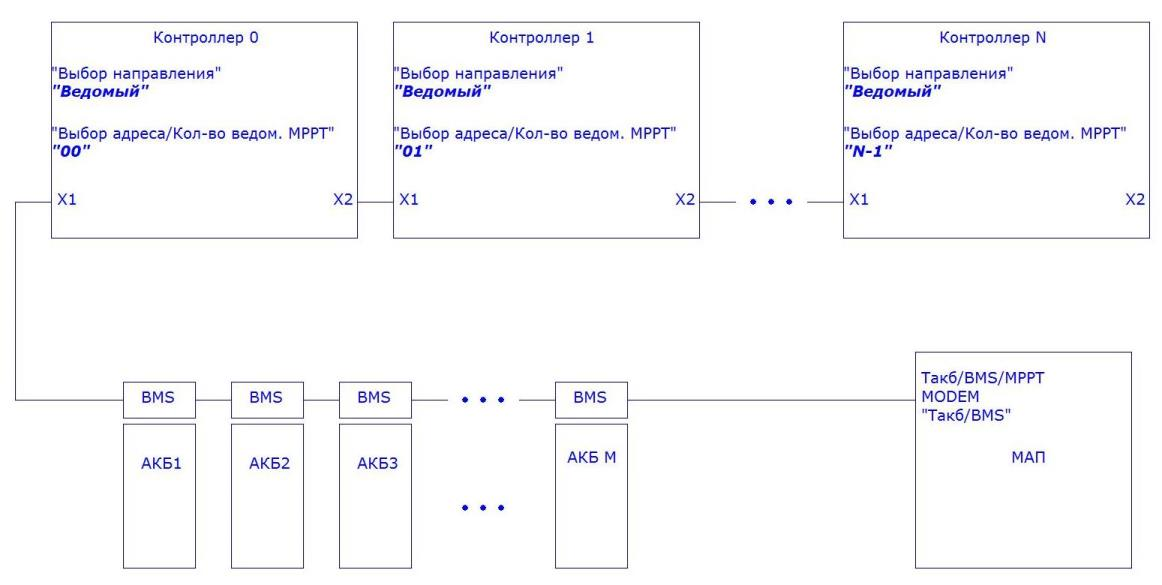 Контроллер 0
"Выбор направления"
"Ведомый"
"Выбор адреса/Кол-во ведом. MPPT"
"00"
X1
X2
Контроллер 1
"Выбор направления"
"Ведомый"
"Выбор адреса/Кол-во ведом. MPPT"
"01"
X1
X2
Контроллер N
"Выбор направления"
"Ведомый"
"Выбор адреса/Кол-во ведом. MPPT"
"N-1"
X1
X2
BMS
BMS
BMS
BMS
АКБ1
АКБ2
АКБ3
АКБ М
Такб/BMS/MPPT
MODEM
"Такб/BMS"
МАП